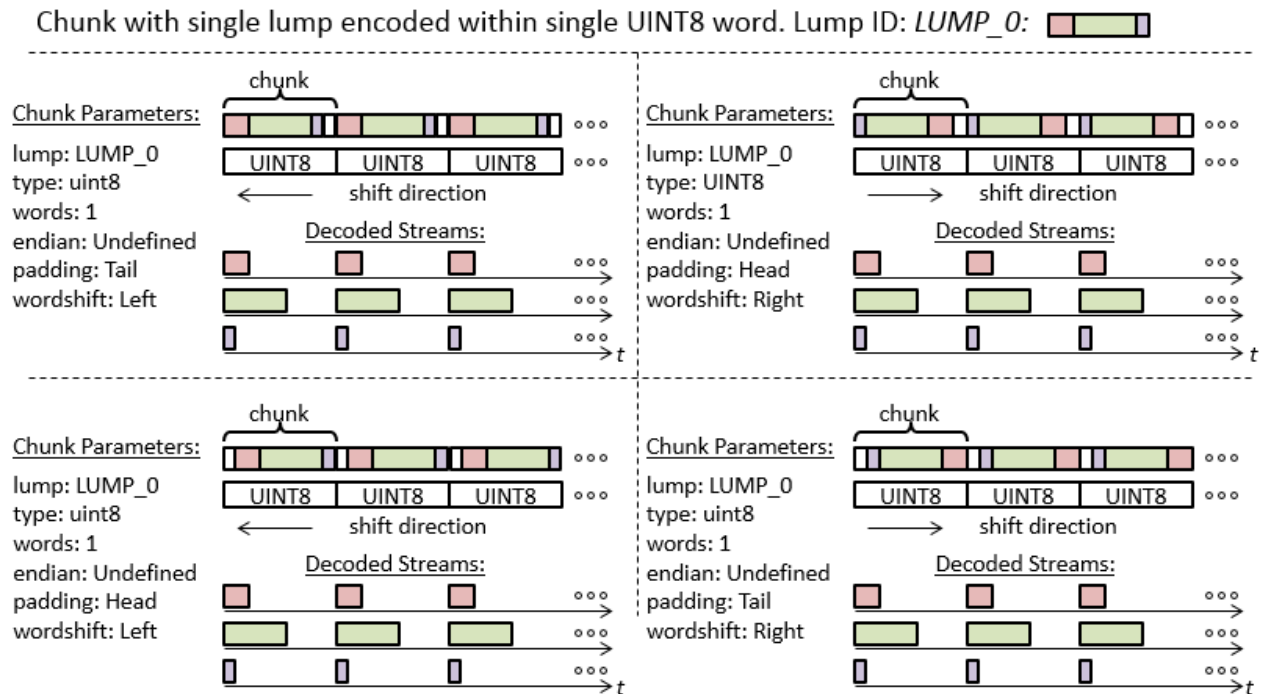 Chunk with single lump encoded within single UINT8 word. Lump ID: LUMP_0:
chunk
Chunk Parameters:
lump: LUMP_0
type: uint8
words: 1
endian: Undefined
padding: Tail
wordshift: Left
UINT8 UINT8 UINT8
shift direction
Decoded Streams:
t
chunk
Chunk Parameters:
lump: LUMP_0
type: UINT8
words: 1
endian: Undefined
padding: Head
wordshift: Right
UINT8 UINT8 UINT8
shift direction
Decoded Streams:
t
chunk
Chunk Parameters:
lump: LUMP_0
type: uint8
words: 1
endian: Undefined
padding: Head
wordshift: Left
UINT8 UINT8 UINT8
shift direction
Decoded Streams:
t
chunk
Chunk Parameters:
lump: LUMP_0
type: uint8
words: 1
endian: Undefined
padding: Tail
wordshift: Right
UINT8 UINT8 UINT8
shift direction
Decoded Streams:
t